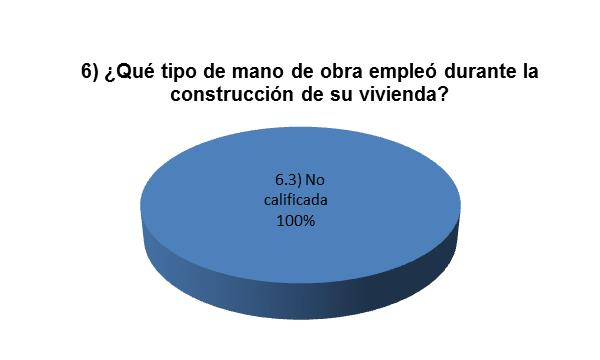 6) ¿Qué tipo de mano de obra empleó durante la
construcción de su vivienda?
6.3) No
calificada
100%